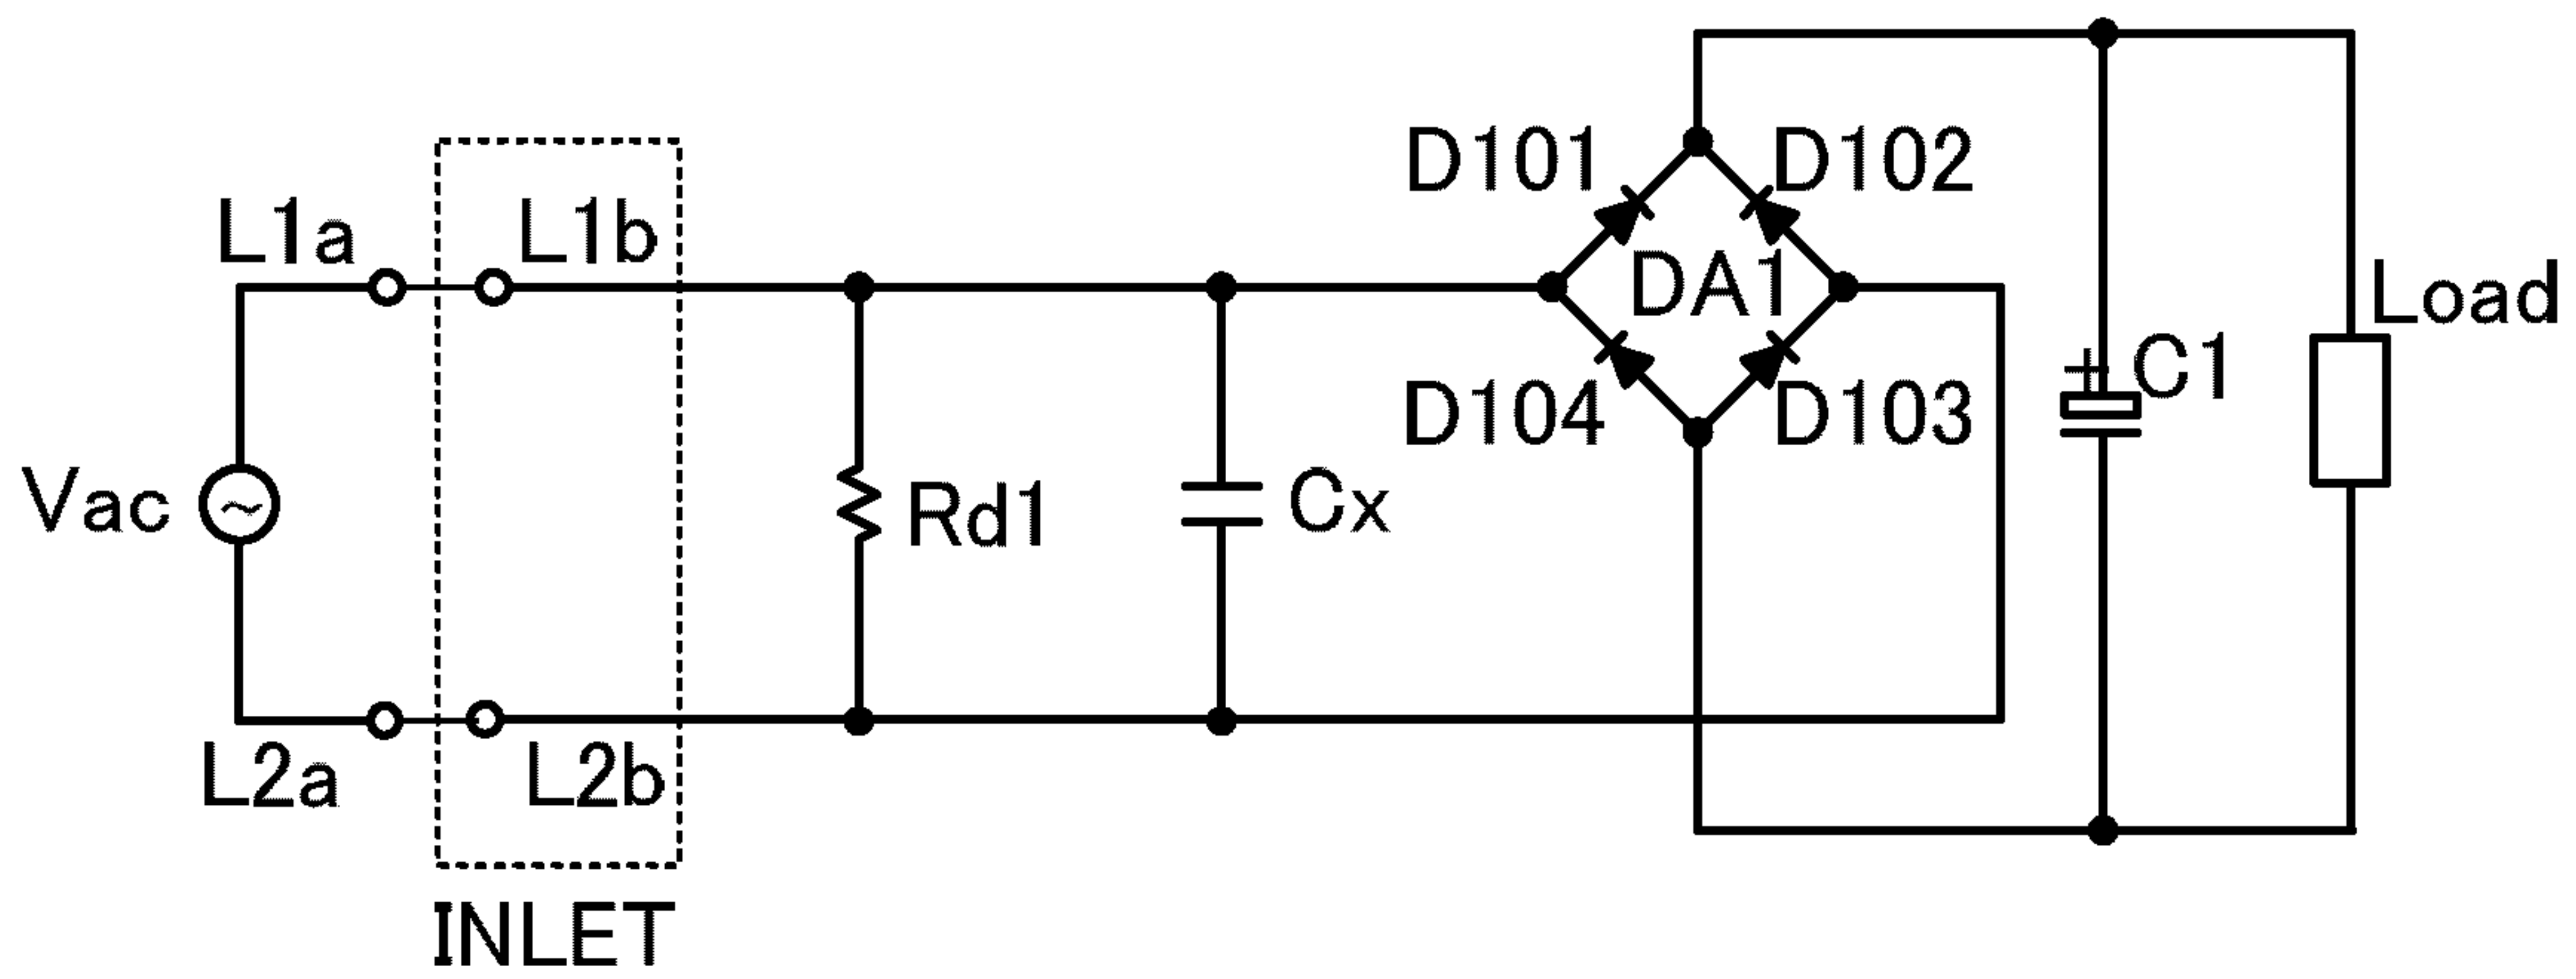 D101
D102
L1a
L1b
DA1
Load
C1
D104
D103
Vac
Rd1
Cx
L2a
L2b
INLET